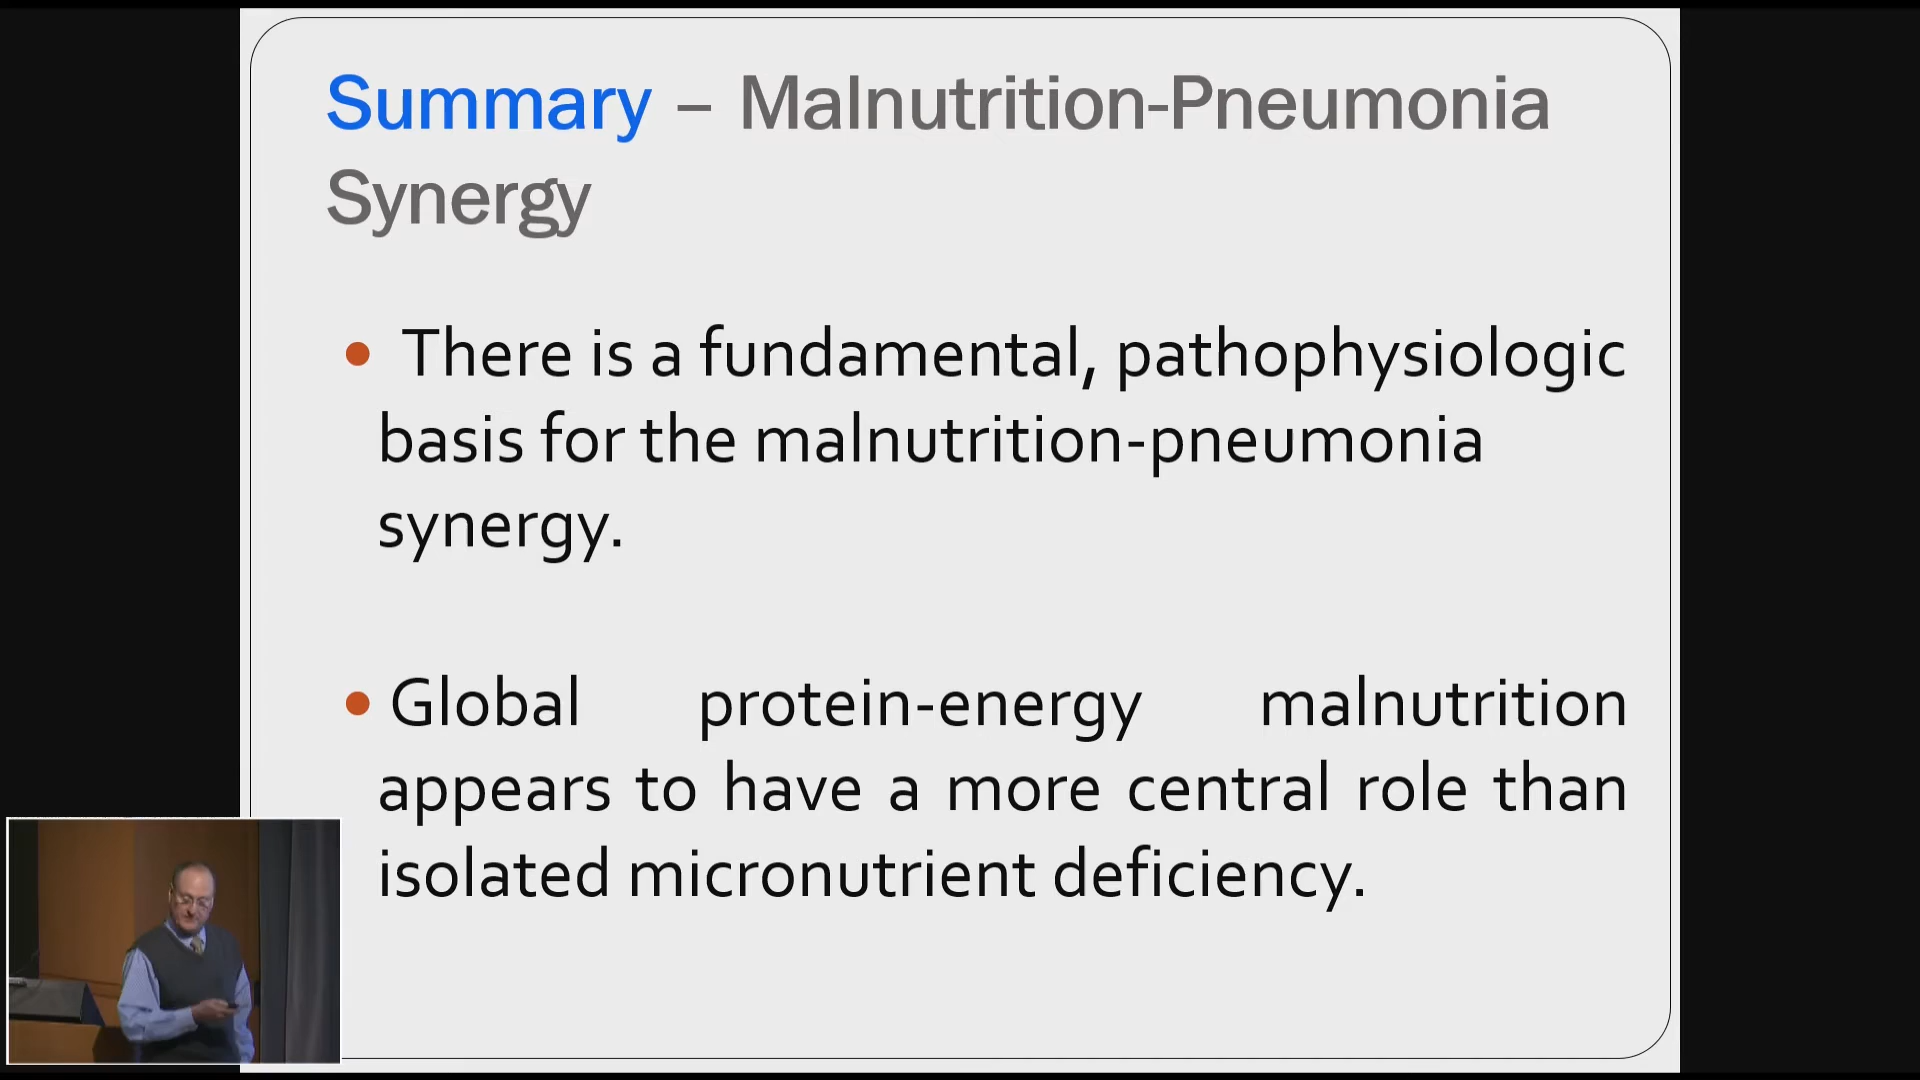 Summary – Malnutrition-Pneumonia
Synergy
• There is a fundamental, pathophysiologic
basis for the malnutrition-pneumonia
synergy.
• Global protein-energy malnutrition
appears to have a more central role than
isolated micronutrient deficiency.